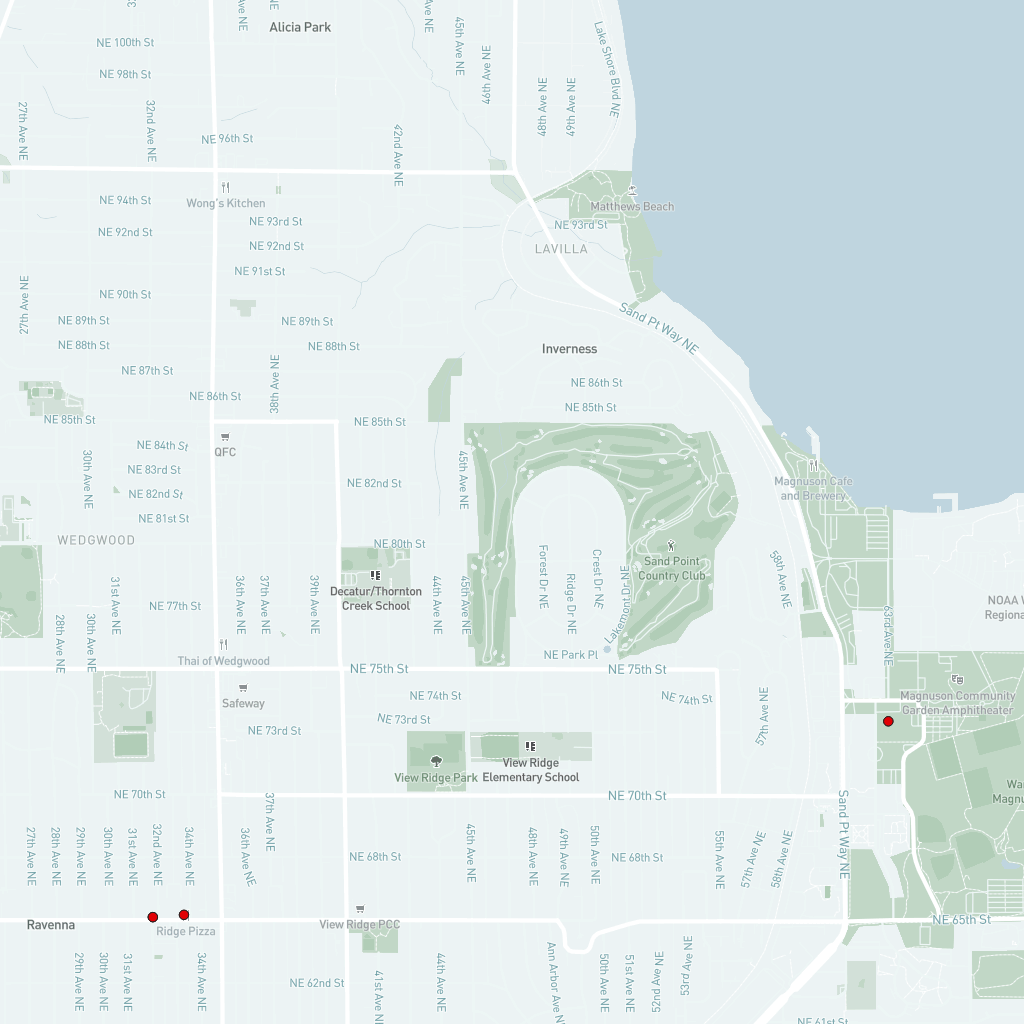 Alicia Park
45th Ave NE
46th Ave NE
Lake Shore Blvd NE
NE 100th St
NE 98th St
27th Ave NE
32nd Ave NE
48th Ave NE
49th Ave NE
NE 96th St
42nd Ave NE
NE 94th St
Wong's Kitchen
Matthews Beach
NE 93rd St
NE 93rd St
NE 92nd St
NE 92nd St
LAVILLA
NE 91st St
27th Ave NE
NE 90th St
NE 89th St
NE 89th St
Sand Pt Way NE
NE 88th St
NE 88th St
Inverness
NE 87th St
38th Ave NE
NE 86th St
NE 86th St
NE 85th St
NE 85th St
NE 85th St
NE 84th St
QFC
30th Ave NE
NE 83rd St
45th Ave NE
NE 82nd St
NE 82nd St
Magnuson Cafe
and Brewery
NE 81st St
WEDGWOOD
NE 80th St
Forest Dr NE
Ridge Dr NE
Crest Dr NE
Lakemont Dr NE
Sand Point
Country Club
58th Ave NE
31st Ave NE
36th Ave NE
37th Ave NE
39th Ave NE
Decatur/Thornton
Creek School
44th Ave NE
45th Ave NE
NE 77th St
28th Ave NE
30th Ave NE
NOAA W
Regiona
63rd Ave NE
Thai of Wedgwood
NE Park Pl
NE 75th St
NE 75th St
Safeway
NE 74th St
NE 74th St
57th Ave NE
Magnuson Community
Garden Amphitheater
NE 73rd St
NE 73rd St
View Ridge
Elementary School
View Ridge Park
War
Magnu
NE 70th St
NE 70th St
Sand Pt Way NE
27th Ave NE
28th Ave NE
29th Ave NE
30th Ave NE
31st Ave NE
32nd Ave NE
34th Ave NE
36th Ave NE
37th Ave NE
NE 68th St
45th Ave NE
48th Ave NE
49th Ave NE
50th Ave NE
NE 68th St
55th Ave NE
57th Ave NE
58th Ave NE
Ravenna
Ridge Pizza
View Ridge PCC
NE 65th St
29th Ave NE
30th Ave NE
31st Ave NE
34th Ave NE
NE 62nd St
41st Ave NE
44th Ave NE
Ann Arbor Ave NE
50th Ave NE
51st Ave NE
52nd Ave NE
53rd Ave NE
NE 61st St